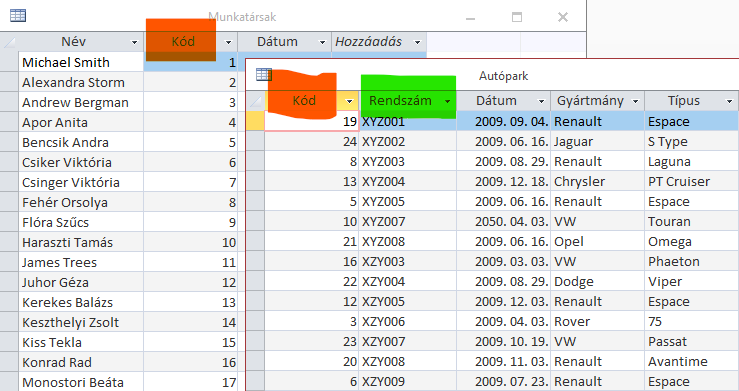 Munkatársak
Név Kód Dátum Hozzáadás
Michael Smith 1
Alexandra Storm 2
Andrew Bergman 3
Apor Anita 4
Bencsik Andra 5
Csiker Viktória 6
Csinger Viktória 7
Fehér Orsolya 8
Flóra Szűcs 9
Haraszti Tamás 10
James Trees 11
Juhor Géza 12
Kerekes Balázs 13
Keszthelyi Zsolt 14
Kiss Tekla 15
Konrad Rad 16
Monostori Beáta 17
Autópark
Kód Rendszám Dátum Gyártmány Típus
19 XYZ001 2009. 09. 04. Renault Espace
24 XYZ002 2009. 06. 16. Jaguar S Type
8 XYZ003 2009. 08. 29. Renault Laguna
13 XYZ004 2009. 12. 18. Chrysler PT Cruiser
5 XYZ005 2009. 06. 16. Renault Espace
10 XYZ007 2050. 04. 03. VW Touran
21 XYZ008 2009. 06. 16. Opel Omega
16 XZY003 2009. 03. 03. VW Phaeton
22 XZY004 2009. 08. 29. Dodge Viper
12 XZY005 2009. 12. 03. Renault Espace
3 XZY006 2009. 04. 03. Rover 75
23 XZY007 2009. 10. 19. VW Passat
20 XZY008 2009. 11. 03. Renault Avantime
6 XZY009 2009. 07. 23. Renault Espace